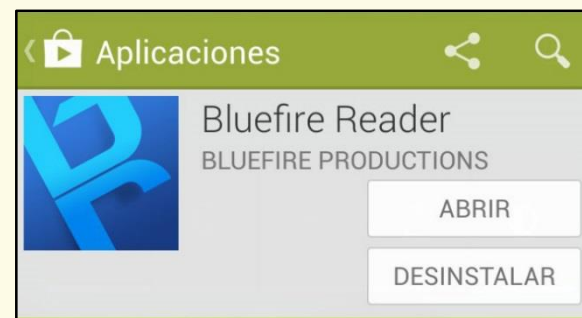 Aplicaciones
Bluefire Reader
BLUEFIRE PRODUCTIONS
ABRIR
DESINSTALAR